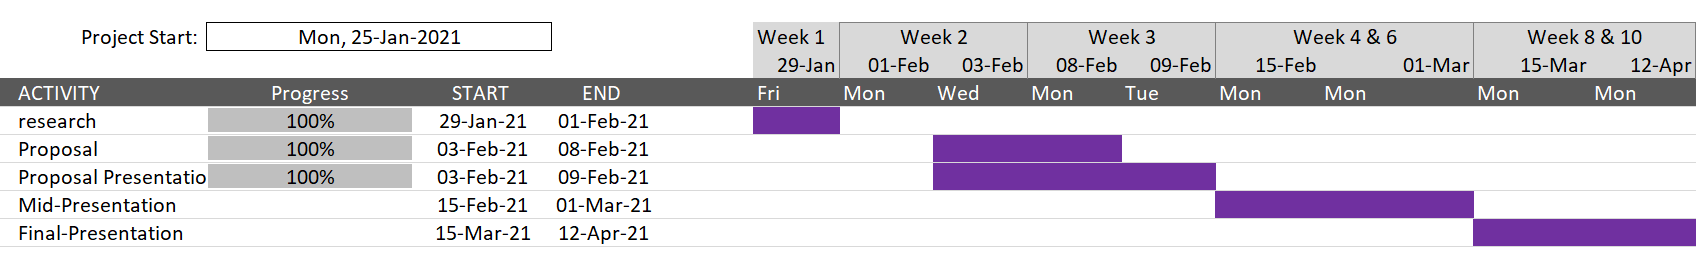 Project Start: Mon, 25-Jan-2021 Week 1 Week 2 Week 3 Week 4 & 6 Week 8 & 10
29-Jan 01-Feb 03-Feb 08-Feb 09-Feb 15-Feb 01-Mar 15-Mar 12-Apr
ACTIVITY Progress START END Fri Mon Wed Mon Tue Mon Mon Mon Mon
research 100% 29-Jan-21 01-Feb-21
Proposal 100% 03-Feb-21 08-Feb-21
Proposal Presentatio 100% 03-Feb-21 09-Feb-21
Mid-Presentation 15-Feb-21 01-Mar-21
Final-Presentation 15-Mar-21 12-Apr-21